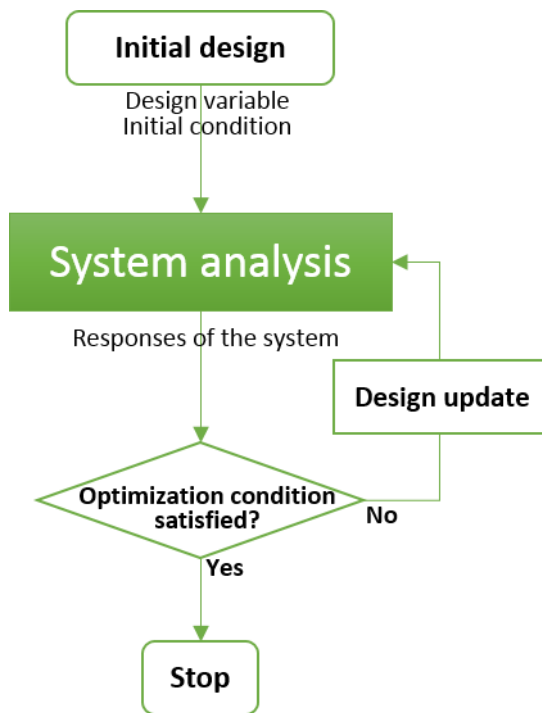 Initial design
Design variable
Initial condition
System analysis
Responses of the system
Design update
Optimization condition
satisfied?
No
Yes
Stop